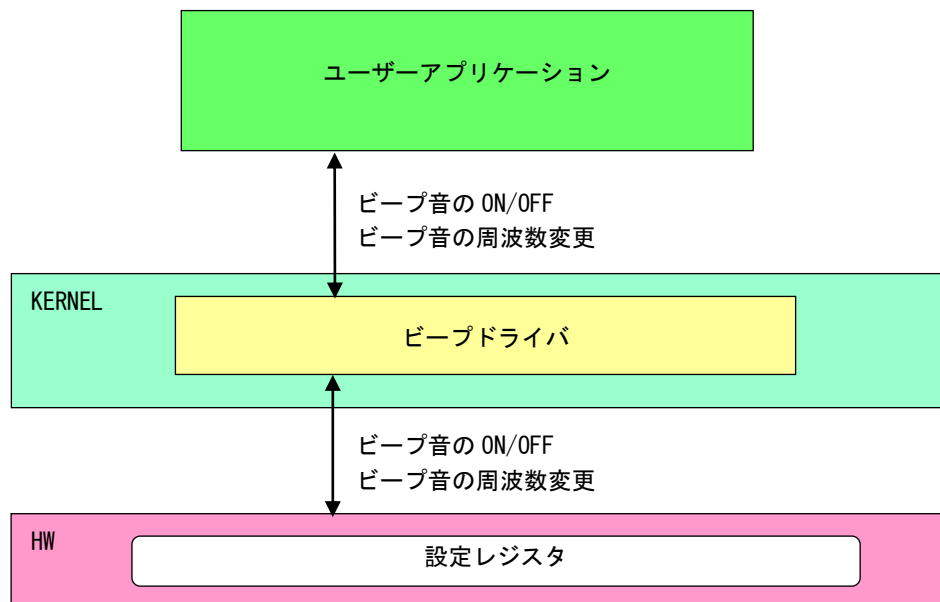 ユーザーアプリケーション
ビープ音の ON/OFF
ビープ音の周波数変更
KERNEL
ビープドライバ
ビープ音の ON/OFF
ビープ音の周波数変更
HW
設定レジスタ